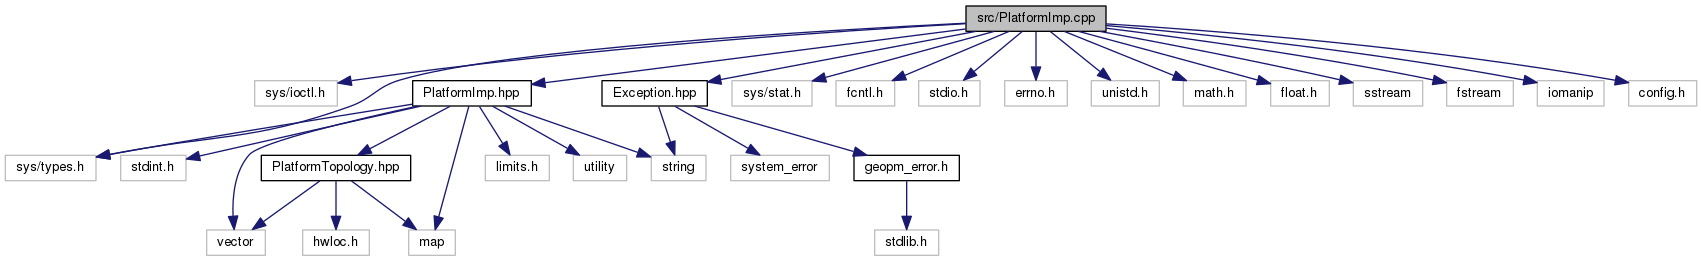 src/PlatformImp.cpp
sys/ioctl.h
PlatformImp.hpp
Exception.hpp
sys/stat.h
fcntl.h
stdio.h
errno.h
unistd.h
math.h
float.h
sstream
fstream
iomanip
config.h
sys/types.h
stdint.h
PlatformTopology.hpp
limits.h
utility
string
system_error
geopm_error.h
vector
hwloc.h
map
stdlib.h